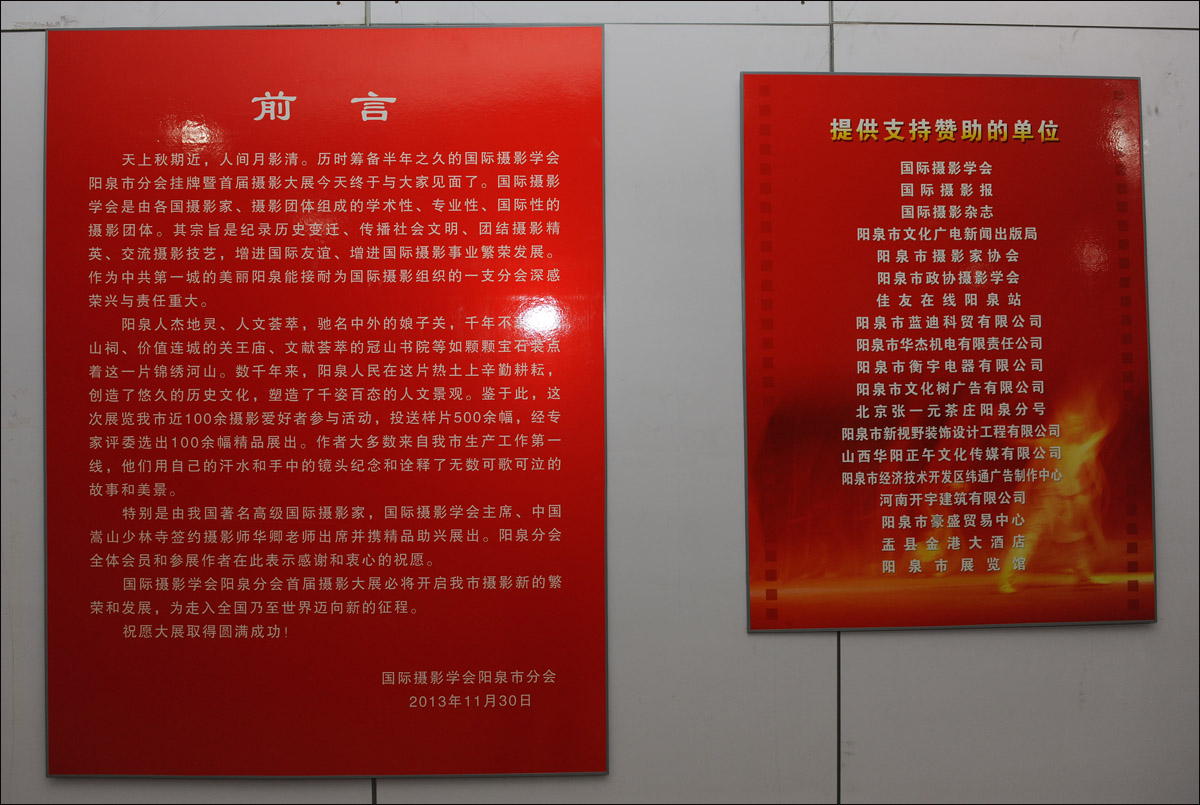 前 言
天上秋期近，人间月影清。历时筹备半年之久的国际摄影学会
阳泉市分会挂牌暨首届摄影大展今天终于与大家见面了。国际摄影
学会是由各国摄影家、摄影团体组成的学术性、专业性、国际性的
摄影团体。其宗旨是纪录历史变迁、传播社会文明、团结摄影精
英、交流摄影技艺，增进国际友谊、增进国际摄影事业繁荣发展。
作为中共第一城的美丽阳泉能接耐为国际摄影组织的一支分会深感
荣兴与责任重大。
阳泉人杰地灵、人文荟萃，驰名中外的娘子关，千年不
山祠、价值连城的关王庙、文献荟萃的冠山书院等如颗颗宝石装点
着这一片锦绣河山。数千年来，阳泉人民在这片热土上辛勤耕耘，
创造了悠久的历史文化，塑造了千姿百态的人文景观。鉴于此，这
次展览我市近100余摄影爱好者参与活动，投送样片500余幅，经专
家评委选出100余幅精品展出。作者大多数来自我市生产工作第一
线，他们用自己的汗水和手中的镜头纪念和诠释了无数可歌可泣的
故事和美景。
特别是由我国著名高级国际摄影家，国际摄影学会主席、中国
嵩山少林寺签约摄影师华卿老师出席并携精品助兴展出。阳泉分会
全体会员和参展作者在此表示感谢和衷心的祝愿。
国际摄影学会阳泉分会首届摄影大展必将开启我市摄影新的繁
荣和发展，为走入全国乃至世界迈向新的征程。
祝愿大展取得圆满成功！
国际摄影学会阳泉市分会
2013年11月30日
提供支持赞助的单位
国际摄影学会
国际摄影报
国际摄影杂志
阳泉市文化广电新闻出版局
阳泉市摄影家协会
阳泉市政协摄影学会
佳友在线阳泉站
阳泉市蓝迪科贸有限公司
阳泉市华杰机电有限责任公司
阳泉市衡宇电器有限公司
阳泉市文化树广告有限公司
北京张一元茶庄阳泉分号
阳泉市新视野装饰设计工程有限公司
山西华阳正午文化传媒有限公司
阳泉市经济技术开发区纬通广告制作中心
河南开宇建筑有限公司
阳泉市豪盛贸易中心
盂县金港大酒店
阳泉市展览馆